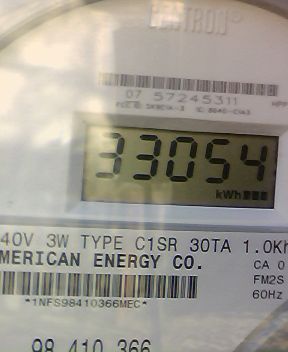 07 57245311
33054
kWh
40V 3W TYPE C1SR 30TA 1.0Kh
MERICAN ENERGY CO.
CA 0
FM2S
60Hz
*1NFS98410366MEC*
98 410 366